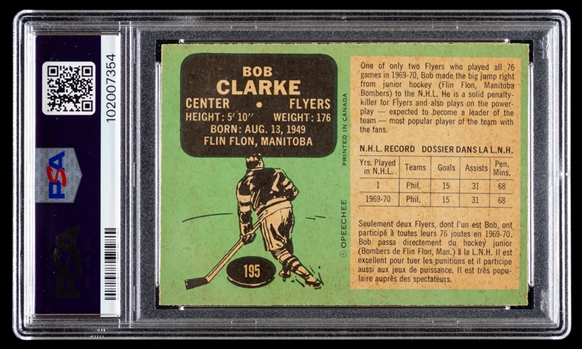 102007354
PSA
BOB
CLARKE
CENTER • FLYERS
HEIGHT: 5' 10" WEIGHT: 176
BORN: AUG. 13, 1949
FLIN FLON, MANITOBA
195
© OPEECHEE PRINTED IN CANADA
One of only two Flyers who played all 76
games in 1969-70, Bob made the big jump right
from junior hockey (Flin Flon, Manitoba
Bombers) to the N.H.L. He is a solid penalty-
killer for Flyers and also plays on the power-
play — expected to become a leader of the
team — most popular player of the team with
the fans.
N.H.L. RECORD DOSSIER DANS LA L.N.H.
Yrs. Played in N.H.L. Teams Goals Assists Pen. Mins.
1 Phil. 15 31 68
1969-70 Phil. 15 31 68
Seulement deux Flyers, dont l'un est Bob, ont
participé à toutes leurs 76 joutes en 1969-70.
Bob passa directement du hockey junior
(Bombers de Flin Flon, Man.) à la L.N.H. Il est
excellent pour tuer les punitions et il participe
aussi aux jeux de puissance. Il est très popu-
laire auprès des spectateurs.